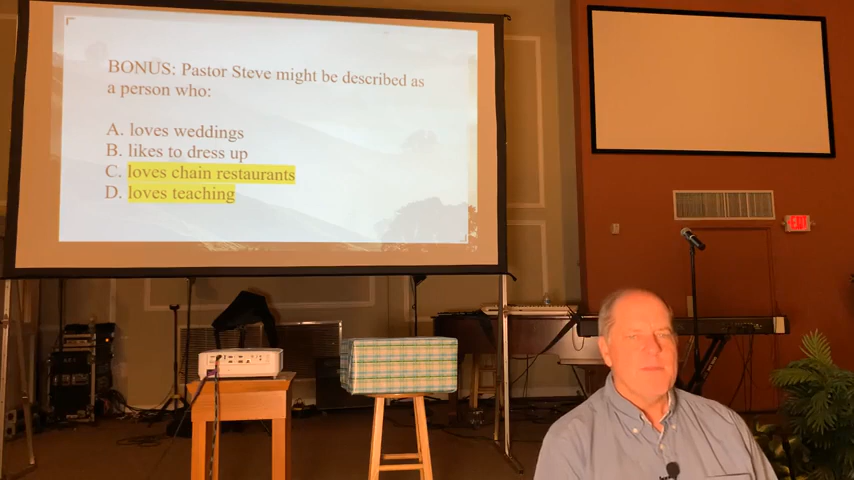 BONUS: Pastor Steve might be described as
a person who:
A. loves weddings
B. likes to dress up
C. loves chain restaurants
D. loves teaching
EXIT